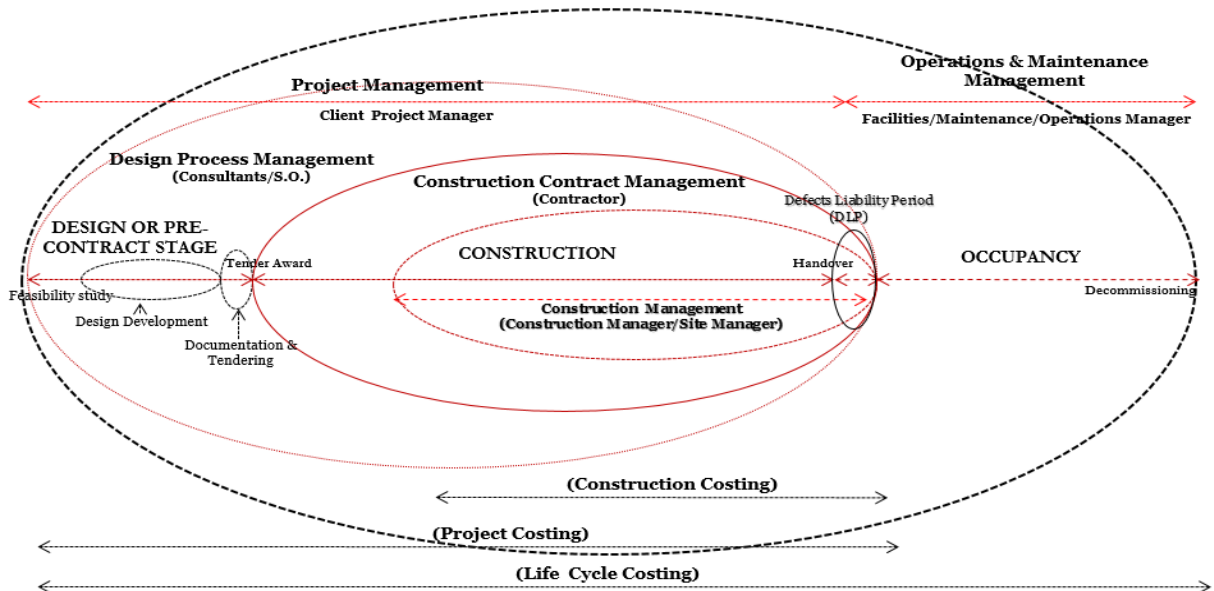 Operations & Maintenance
Management
Project Management
Client Project Manager
Facilities/Maintenance/Operations Manager
Design Process Management
(Consultants/S.O.)
Construction Contract Management
(Contractor)
Defects Liability Period
(DLP)
DESIGN OR PRE-
CONTRACT STAGE
Tender Award
CONSTRUCTION
Handover
OCCUPANCY
Feasibility study
Decommissioning
Design Development
Construction Management
(Construction Manager/Site Manager)
Documentation &
Tendering
(Construction Costing)
(Project Costing)
(Life Cycle Costing)